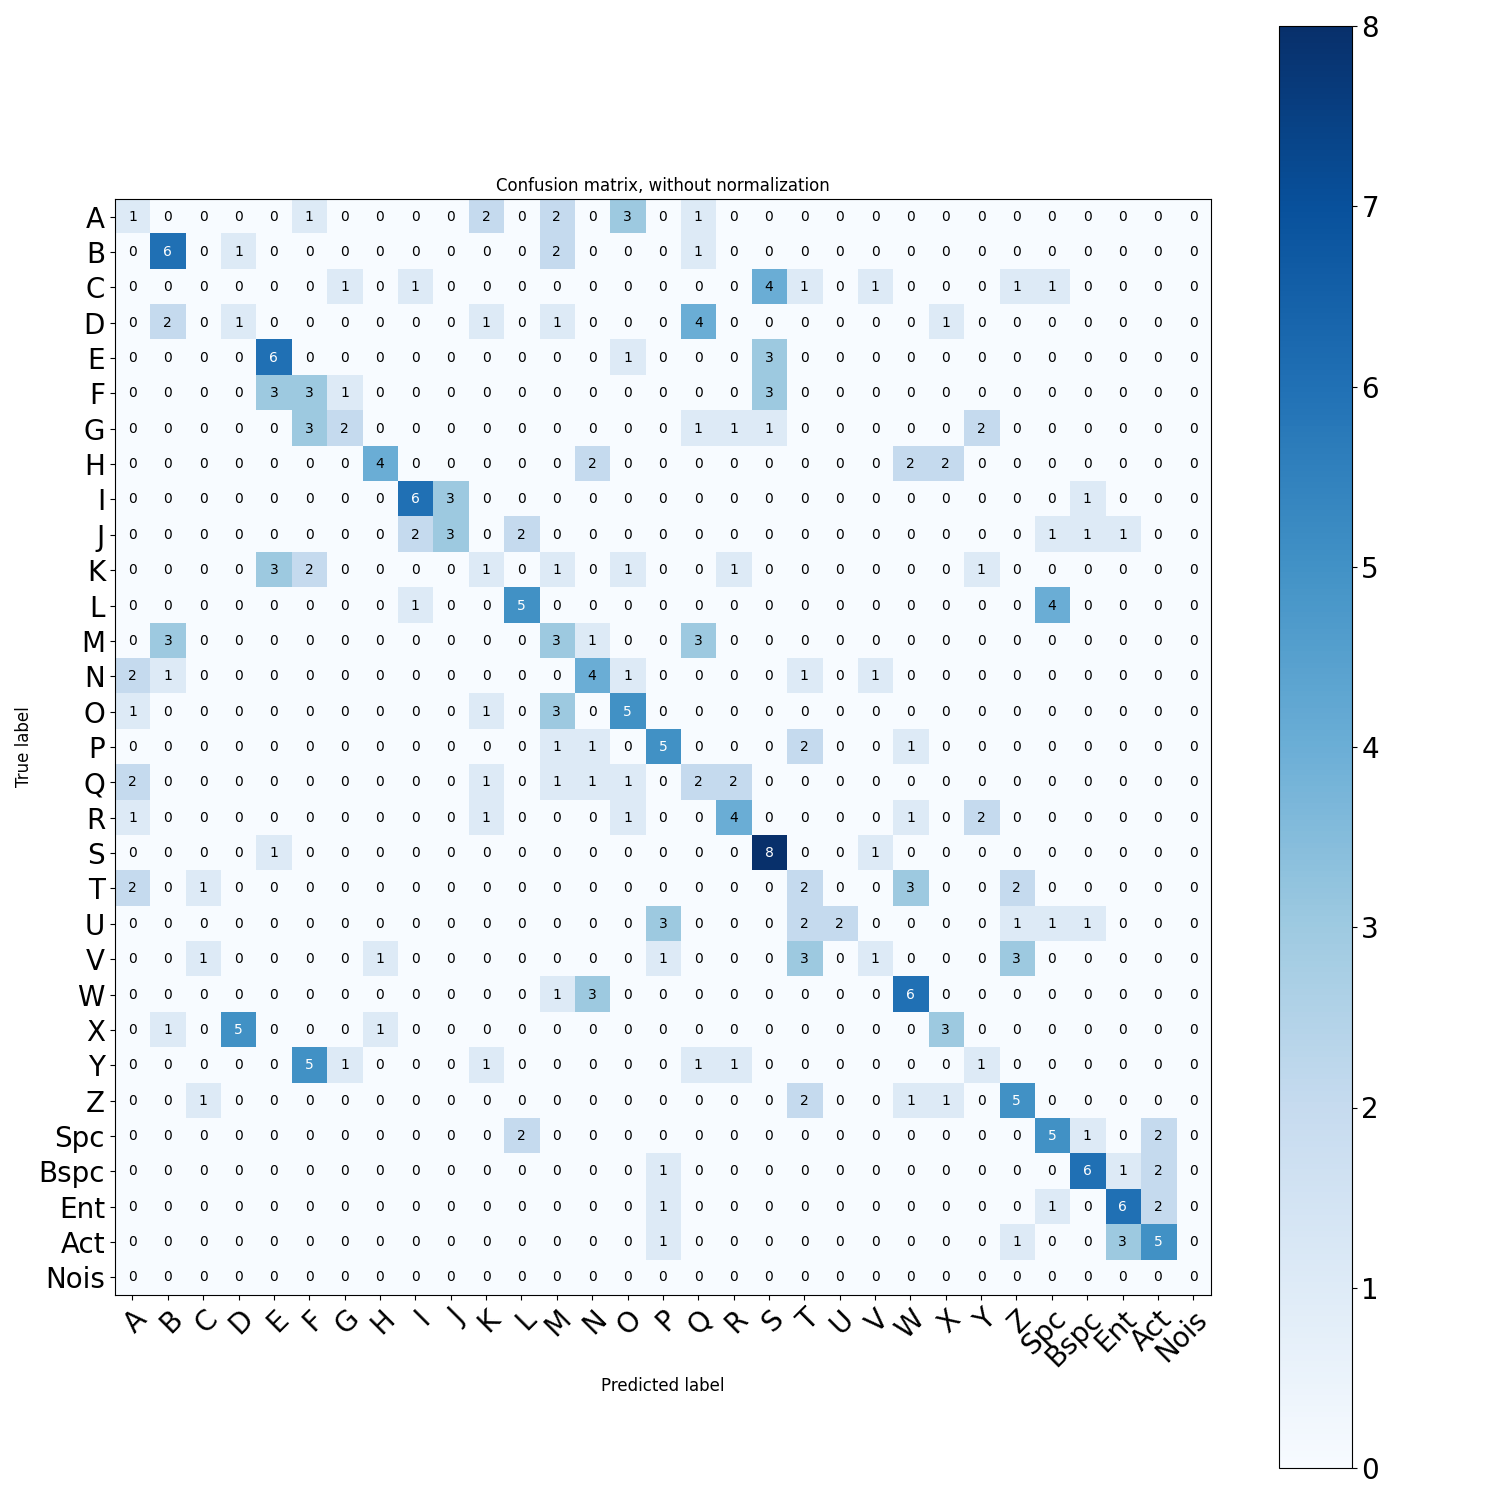 Confusion matrix, without normalization
True label
A 1 0 0 0 0 1 0 0 0 0 2 0 2 0 3 0 1 0 0 0 0 0 0 0 0 0 0 0 0 0 0
B 0 6 0 1 0 0 0 0 0 0 0 0 2 0 0 0 1 0 0 0 0 0 0 0 0 0 0 0 0 0 0
C 0 0 0 0 0 0 1 0 1 0 0 0 0 0 0 0 0 0 4 1 0 1 0 0 0 1 1 0 0 0 0
D 0 2 0 1 0 0 0 0 0 0 1 0 1 0 0 0 4 0 0 0 0 0 0 1 0 0 0 0 0 0 0
E 0 0 0 0 6 0 0 0 0 0 0 0 0 0 1 0 0 0 3 0 0 0 0 0 0 0 0 0 0 0 0
F 0 0 0 0 3 3 1 0 0 0 0 0 0 0 0 0 0 0 3 0 0 0 0 0 0 0 0 0 0 0 0
G 0 0 0 0 0 3 2 0 0 0 0 0 0 0 0 0 1 1 1 0 0 0 0 0 2 0 0 0 0 0 0
H 0 0 0 0 0 0 0 4 0 0 0 0 0 2 0 0 0 0 0 0 0 0 2 2 0 0 0 0 0 0 0
I 0 0 0 0 0 0 0 0 6 3 0 0 0 0 0 0 0 0 0 0 0 0 0 0 0 0 0 1 0 0 0
J 0 0 0 0 0 0 0 0 2 3 0 2 0 0 0 0 0 0 0 0 0 0 0 0 0 0 1 1 1 0 0
K 0 0 0 0 3 2 0 0 0 0 1 0 1 0 1 0 0 1 0 0 0 0 0 0 1 0 0 0 0 0 0
L 0 0 0 0 0 0 0 0 1 0 0 5 0 0 0 0 0 0 0 0 0 0 0 0 0 0 4 0 0 0 0
M 0 3 0 0 0 0 0 0 0 0 0 0 3 1 0 0 3 0 0 0 0 0 0 0 0 0 0 0 0 0 0
N 2 1 0 0 0 0 0 0 0 0 0 0 0 4 1 0 0 0 0 1 0 1 0 0 0 0 0 0 0 0 0
O 1 0 0 0 0 0 0 0 0 0 1 0 3 0 5 0 0 0 0 0 0 0 0 0 0 0 0 0 0 0 0
P 0 0 0 0 0 0 0 0 0 0 0 0 1 1 0 5 0 0 0 2 0 0 1 0 0 0 0 0 0 0 0
Q 2 0 0 0 0 0 0 0 0 0 1 0 1 1 1 0 2 2 0 0 0 0 0 0 0 0 0 0 0 0 0
R 1 0 0 0 0 0 0 0 0 0 1 0 0 0 1 0 0 4 0 0 0 0 1 0 2 0 0 0 0 0 0
S 0 0 0 0 1 0 0 0 0 0 0 0 0 0 0 0 0 0 8 0 0 1 0 0 0 0 0 0 0 0 0
T 2 0 1 0 0 0 0 0 0 0 0 0 0 0 0 0 0 0 0 2 0 0 3 0 0 2 0 0 0 0 0
U 0 0 0 0 0 0 0 0 0 0 0 0 0 0 0 3 0 0 0 2 2 0 0 0 0 1 1 1 0 0 0
V 0 0 1 0 0 0 0 1 0 0 0 0 0 0 0 1 0 0 0 3 0 1 0 0 0 3 0 0 0 0 0
W 0 0 0 0 0 0 0 0 0 0 0 0 1 3 0 0 0 0 0 0 0 0 6 0 0 0 0 0 0 0 0
X 0 1 0 5 0 0 0 1 0 0 0 0 0 0 0 0 0 0 0 0 0 0 0 3 0 0 0 0 0 0 0
Y 0 0 0 0 0 5 1 0 0 0 1 0 0 0 0 0 1 1 0 0 0 0 0 0 1 0 0 0 0 0 0
Z 0 0 1 0 0 0 0 0 0 0 0 0 0 0 0 0 0 0 0 2 0 0 1 1 0 5 0 0 0 0 0
Spc 0 0 0 0 0 0 0 0 0 0 0 2 0 0 0 0 0 0 0 0 0 0 0 0 0 0 5 1 0 2 0
Bspc 0 0 0 0 0 0 0 0 0 0 0 0 0 0 0 1 0 0 0 0 0 0 0 0 0 0 0 6 1 2 0
Ent 0 0 0 0 0 0 0 0 0 0 0 0 0 0 0 1 0 0 0 0 0 0 0 0 0 0 1 0 6 2 0
Act 0 0 0 0 0 0 0 0 0 0 0 0 0 0 0 1 0 0 0 0 0 0 0 0 0 1 0 0 3 5 0
Nois 0 0 0 0 0 0 0 0 0 0 0 0 0 0 0 0 0 0 0 0 0 0 0 0 0 0 0 0 0 0 0
A B C D E F G H I J K L M N O P Q R S T U V W X Y Z Spc Bspc Ent Act Nois
Predicted label
8
7
6
5
4
3
2
1
0